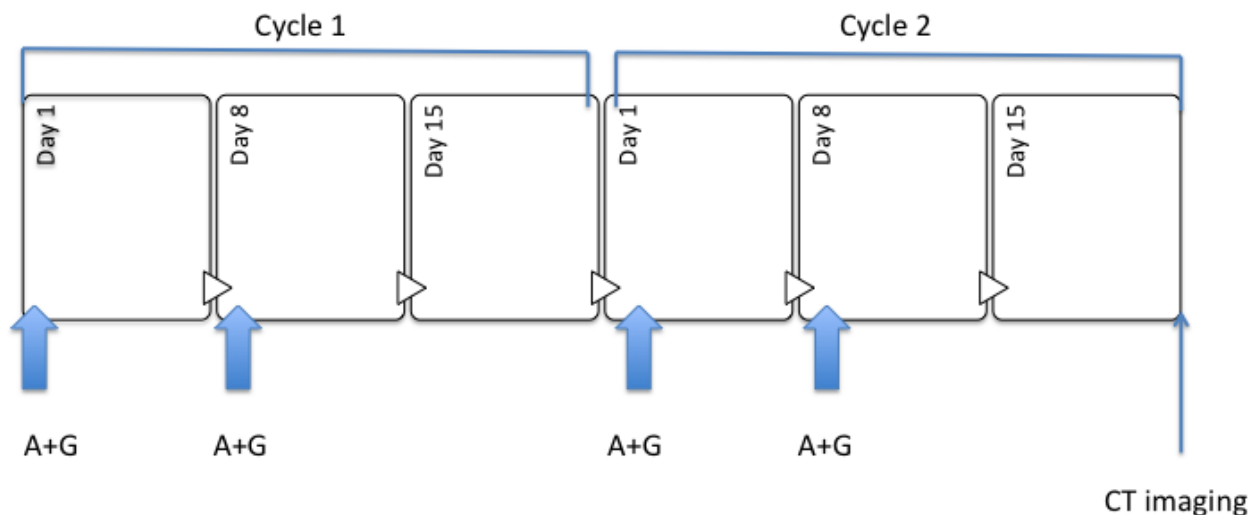 Cycle 1
Cycle 2
Day 1
Day 8
Day 15
Day 1
Day 8
Day 15
A+G
A+G
A+G
A+G
CT imaging